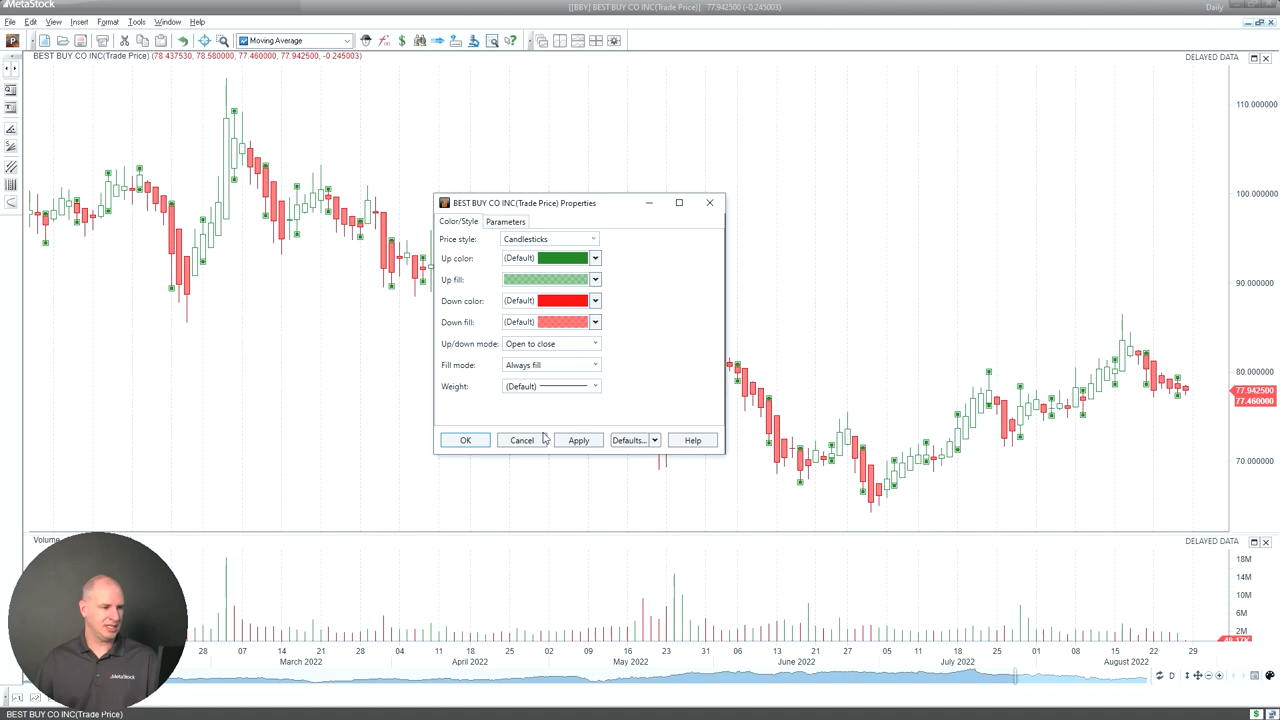 MetaStock
[[BBY] BEST BUY CO INC(Trade Price)] 77.942500 (-0.245003)
Daily
File Edit View Insert Format Tools Window Help
Moving Average
BEST BUY CO INC(Trade Price) (78.437530, 78.580000, 77.460000, 77.942500, -0.245003)
DELAYED DATA
110.000000
100.000000
90.000000
80.000000
77.942500
77.460000
70.000000
BEST BUY CO INC(Trade Price) Properties
Color/Style Parameters
Price style: Candlesticks
Up color: (Default)
Up fill:
Down color: (Default)
Down fill: (Default)
Up/down mode: Open to close
Fill mode: Always fill
Weight: (Default)
OK Cancel Apply Defaults... Help
Volume
DELAYED DATA
18M
14M
10M
6M
2M
28 07 14 21 28 04 11 18 25 02 09 16 23 06 13 21 27 05 11 18 25 01 08 15 22 29
March 2022 April 2022 May 2022 June 2022 July 2022 August 2022
D
MetaStock
BEST BUY CO INC(Trade Price)